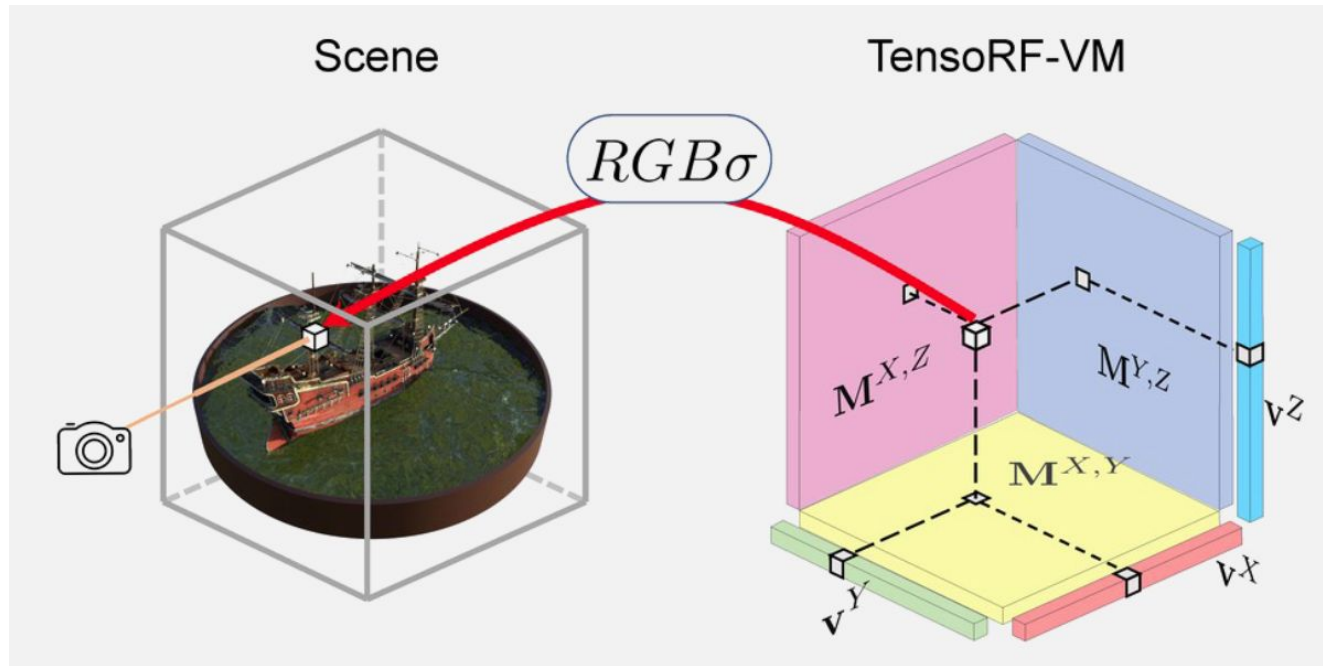 Scene
TensoRF-VM
RGBσ
M^{X,Z}
M^{Y,Z}
M^{X,Y}
v^Z
v^X
v^Y